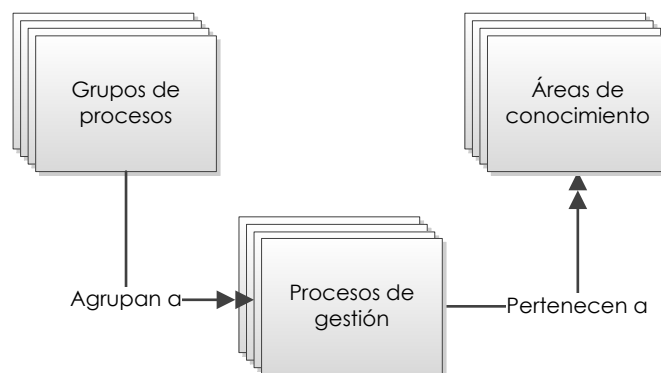 Grupos de
procesos
Áreas de
conocimiento
Agrupan a
Procesos de
gestión
Pertenecen a